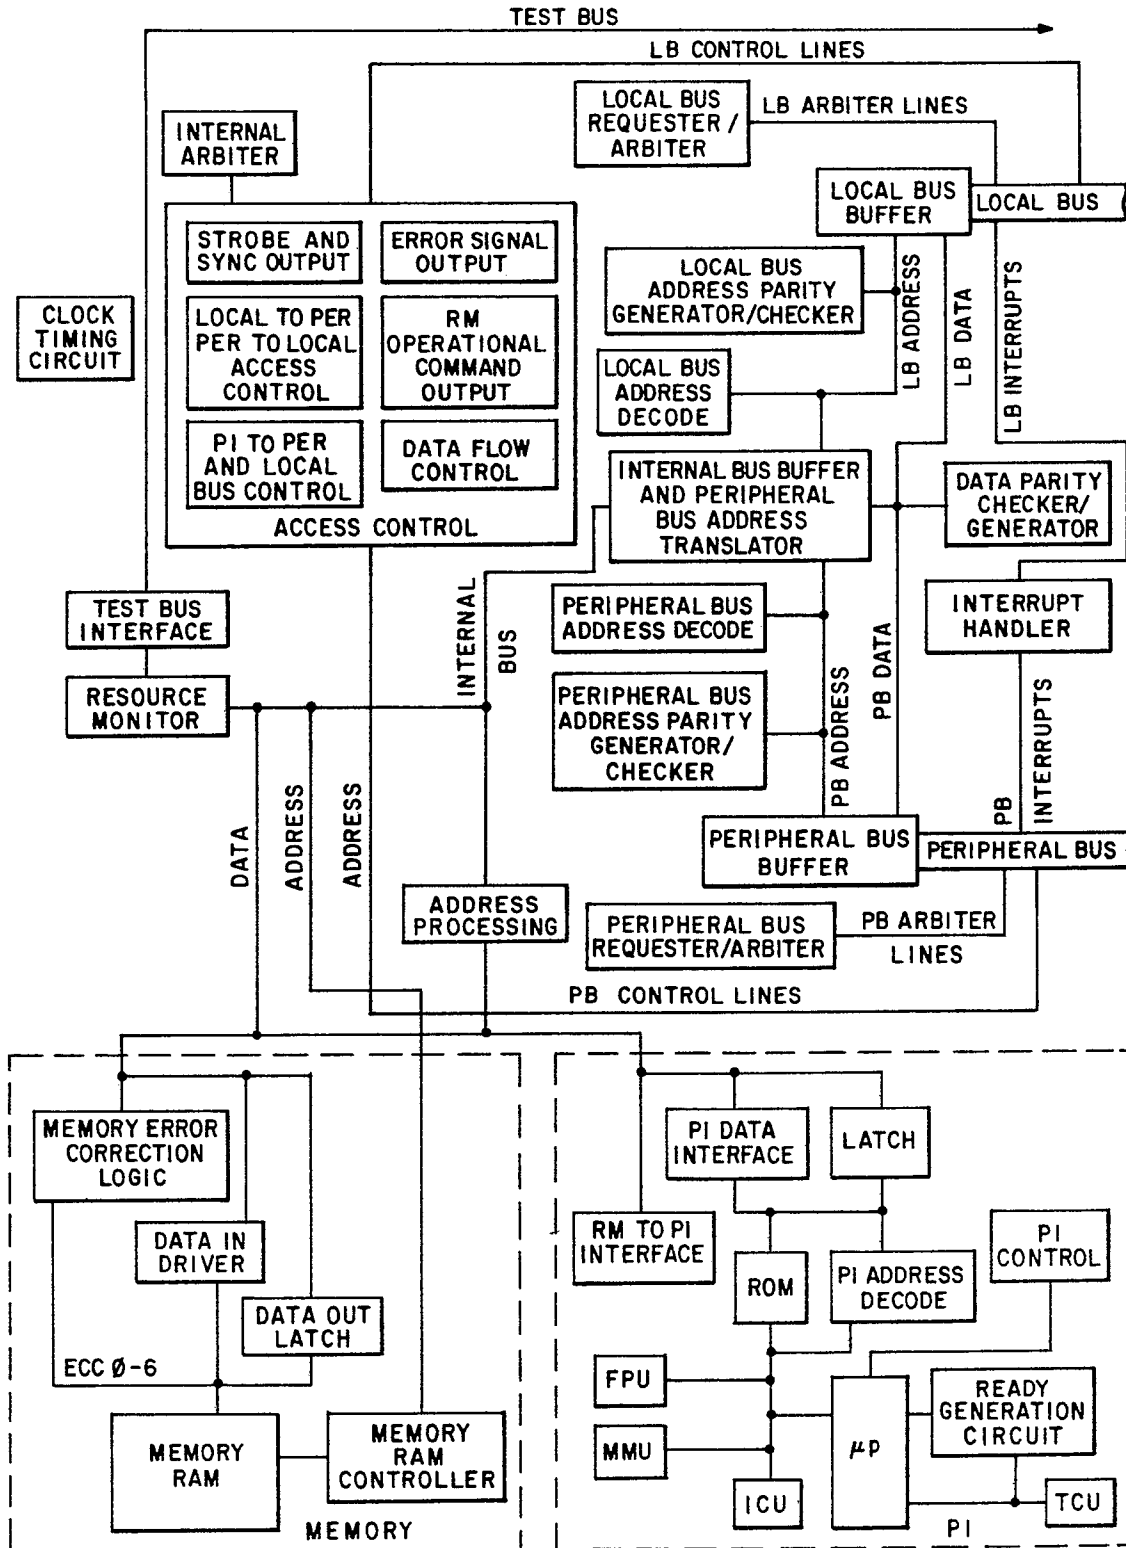 TEST BUS
LB CONTROL LINES
LOCAL BUS
REQUESTER /
ARBITER
LB ARBITER LINES
INTERNAL
ARBITER
LOCAL BUS
BUFFER
LOCAL BUS
STROBE AND
SYNC OUTPUT
ERROR SIGNAL
OUTPUT
LOCAL BUS
ADDRESS PARITY
GENERATOR/CHECKER
LB ADDRESS
LB DATA
LB INTERRUPTS
CLOCK
TIMING
CIRCUIT
LOCAL TO PER
PER TO LOCAL
ACCESS
CONTROL
RM
OPERATIONAL
COMMAND
OUTPUT
LOCAL BUS
ADDRESS
DECODE
PI TO PER
AND LOCAL
BUS CONTROL
DATA FLOW
CONTROL
ACCESS CONTROL
INTERNAL BUS BUFFER
AND PERIPHERAL
BUS ADDRESS
TRANSLATOR
DATA PARITY
CHECKER/
GENERATOR
TEST BUS
INTERFACE
INTERNAL
BUS
PERIPHERAL BUS
ADDRESS DECODE
INTERRUPT
HANDLER
RESOURCE
MONITOR
PERIPHERAL BUS
ADDRESS PARITY
GENERATOR/
CHECKER
PB ADDRESS
PB DATA
PB
INTERRUPTS
DATA
ADDRESS
ADDRESS
PERIPHERAL BUS
BUFFER
PERIPHERAL BUS
ADDRESS
PROCESSING
PERIPHERAL BUS
REQUESTER/ARBITER
PB ARBITER
LINES
PB CONTROL LINES
MEMORY ERROR
CORRECTION
LOGIC
PI DATA
INTERFACE
LATCH
DATA IN
DRIVER
RM TO PI
INTERFACE
PI
CONTROL
ROM
PI ADDRESS
DECODE
DATA OUT
LATCH
ECC Ø-6
FPU
READY
GENERATION
CIRCUIT
MEMORY
RAM
MEMORY
RAM
CONTROLLER
MMU
μp
ICU
TCU
MEMORY
PI